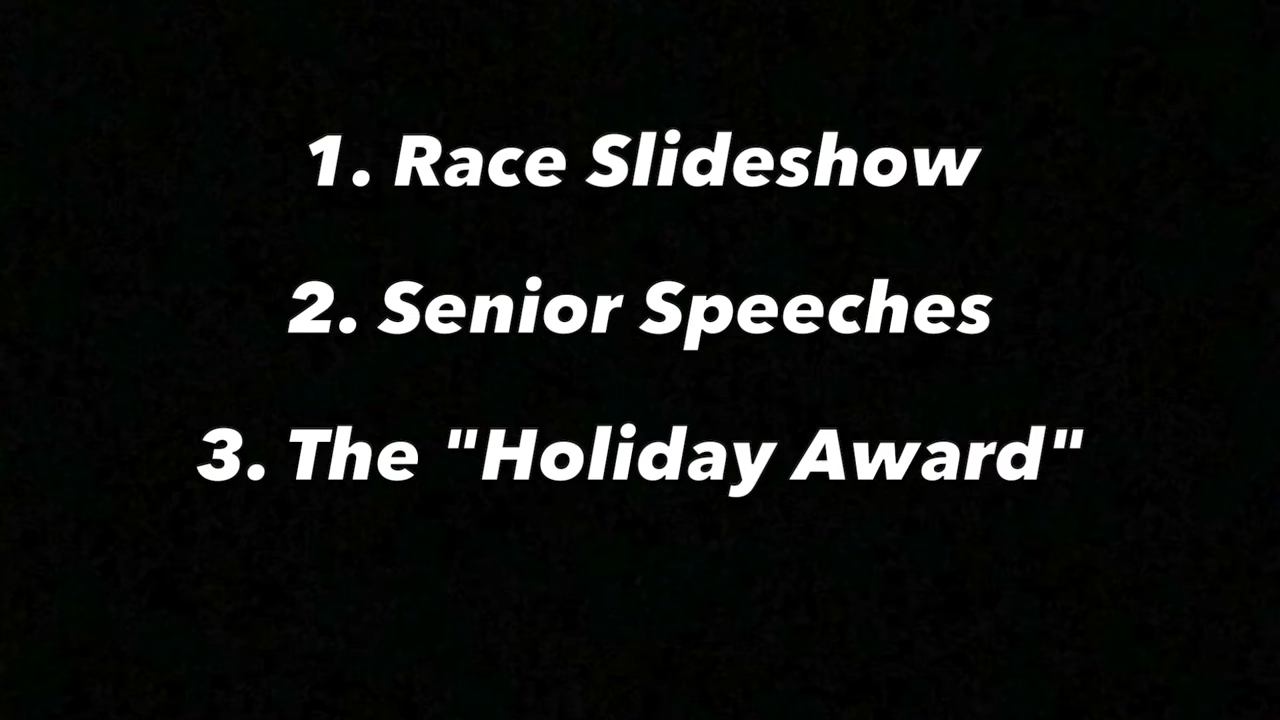 1. Race Slideshow
2. Senior Speeches
3. The "Holiday Award"